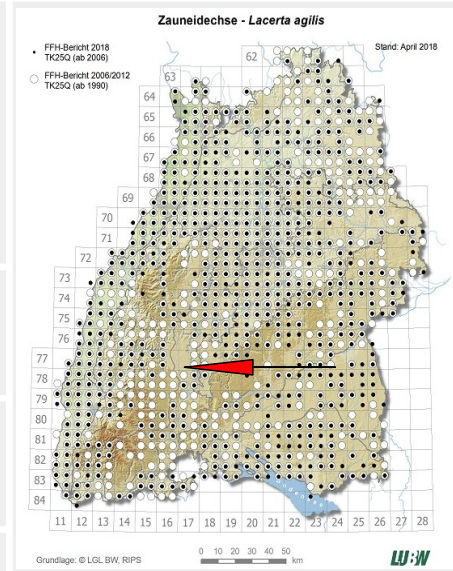 Zauneidechse - Lacerta agilis
FFH-Bericht 2018
TK25Q (ab 2006)
FFH-Bericht 2006/2012
TK25Q (ab 1990)
Stand: April 2018
62
63
64
65
66
67
68
69
70
71
72
73
74
75
76
77
78
79
80
81
82
83
84
11 12 13 14 15 16 17 18 19 20 21 22 23 24 25 26 27 28
Grundlage: © LGL BW, RIPS
0 10 20 30 40 50
km
LUBW